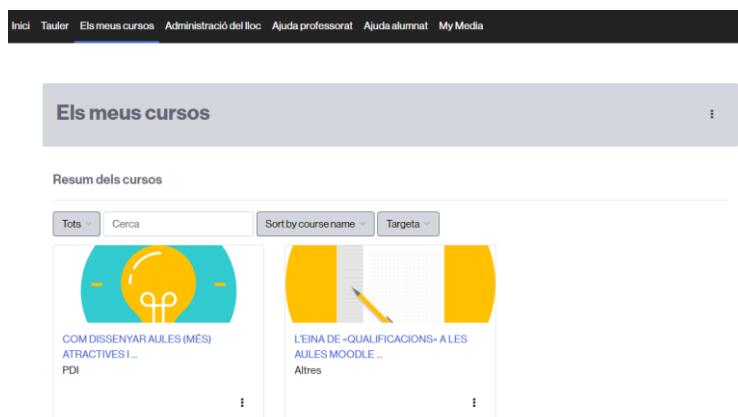 Inici Tauler Els meus cursos Administració del lloc Ajuda professorat Ajuda alumnat My Media
Els meus cursos
Resum dels cursos
Tots Cerca Sort by course name Targeta
COM DISSENYAR AULES (MÉS)
ATRACTIVES I ...
PDI
L'EINA DE «QUALIFICACIONS» A LES
AULES MOODLE ...
Altres